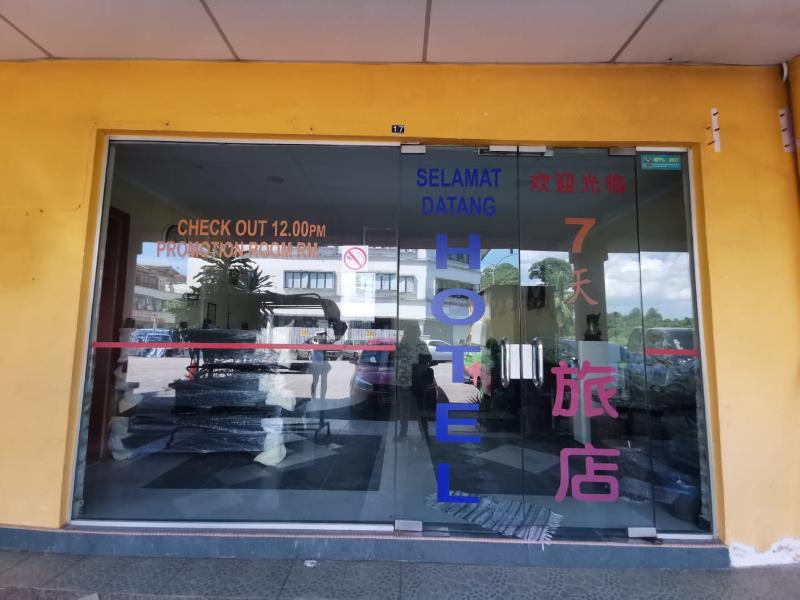 17
CHECK OUT 12.00PM
PROMOTION ROOM RM
SELAMAT
DATANG
HOTEL
欢迎光临
7天
旅店